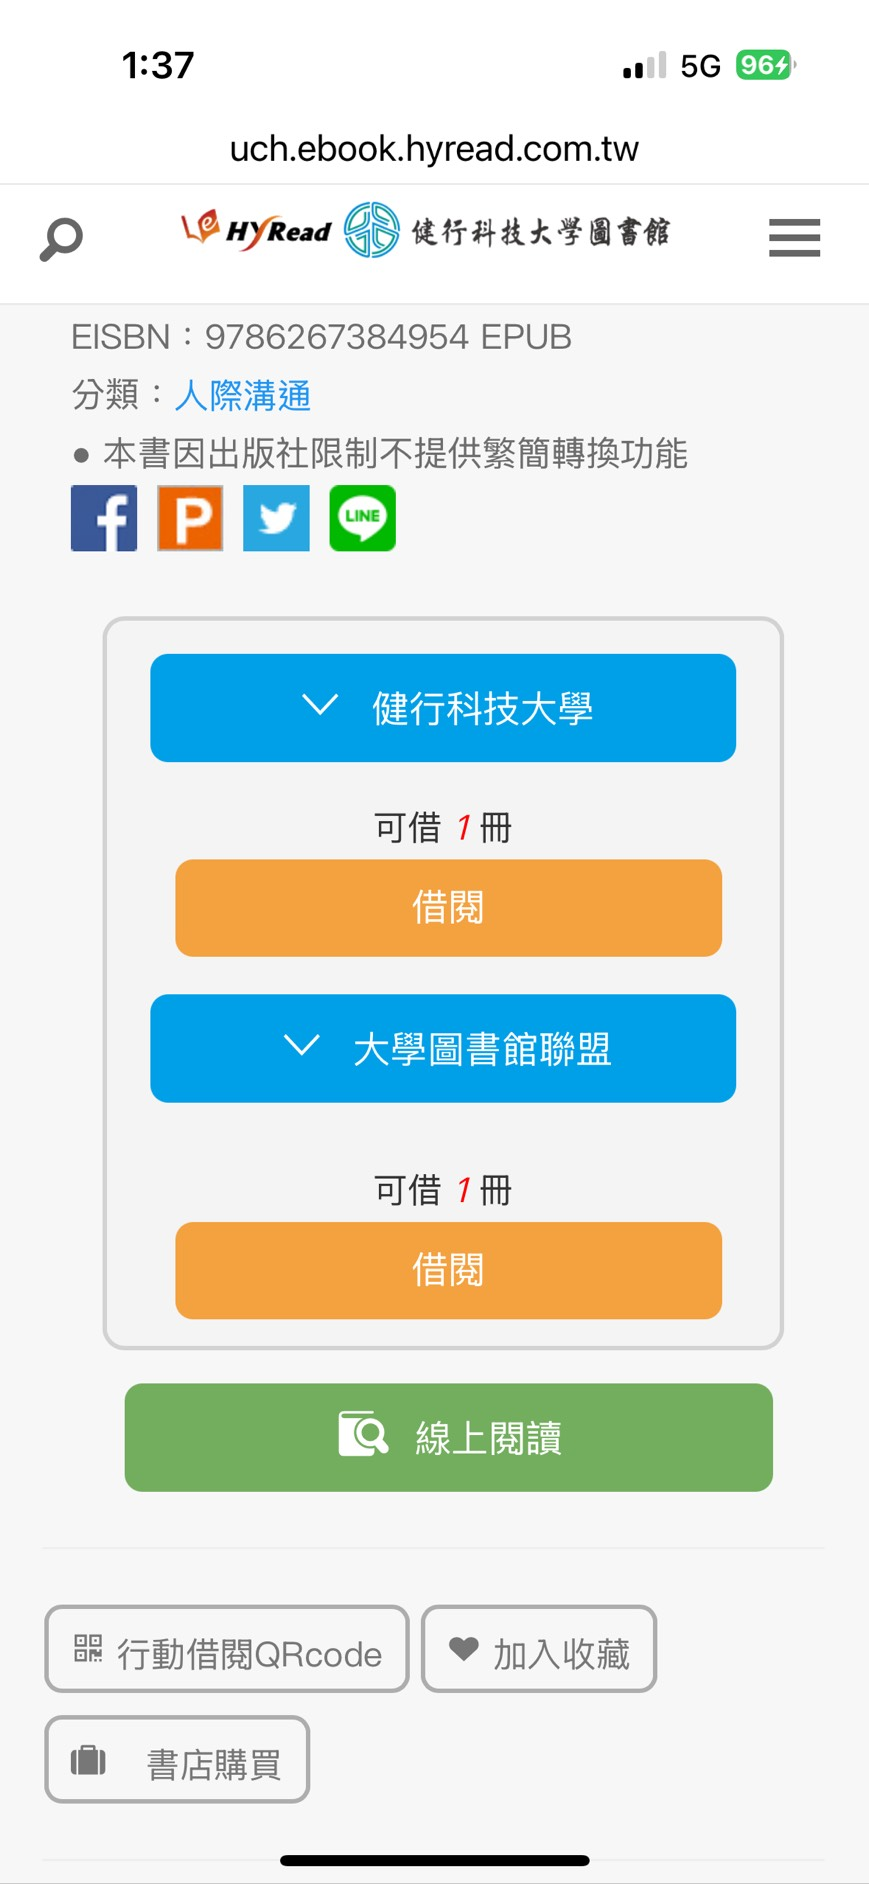 1:37
5G 96
uch.ebook.hyread.com.tw
HyRead 健行科技大學圖書館
EISBN：9786267384954 EPUB
分類：人際溝通
● 本書因出版社限制不提供繁簡轉換功能
f P LINE
健行科技大學
可借 1 冊
借閱
大學圖書館聯盟
可借 1 冊
借閱
線上閱讀
行動借閱QRcode 加入收藏
書店購買